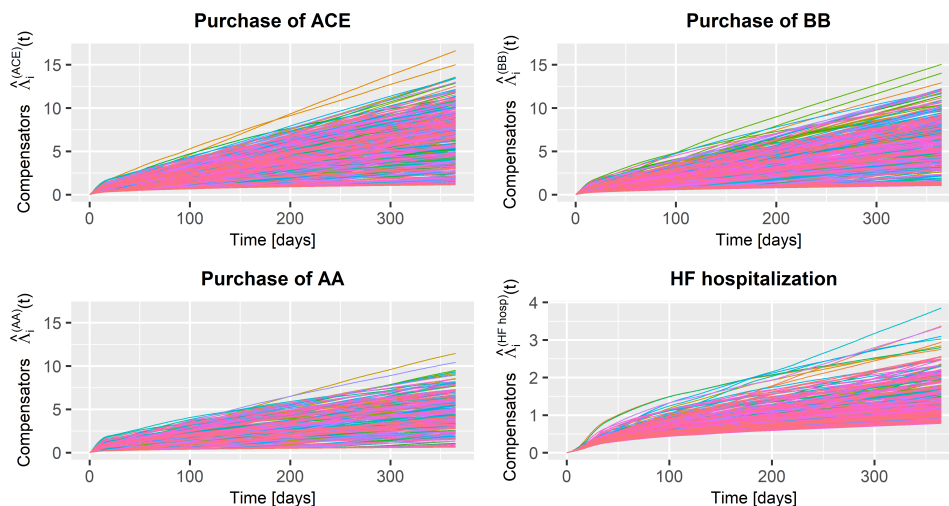 Purchase of ACE
Compensators Λ̂ᵢ^(ACE)(t)
15
10
5
0
0 100 200 300
Time [days]
Purchase of BB
Compensators Λ̂ᵢ^(BB)(t)
15
10
5
0
0 100 200 300
Time [days]
Purchase of AA
Compensators Λ̂ᵢ^(AA)(t)
15
10
5
0
0 100 200 300
Time [days]
HF hospitalization
Compensators Λ̂ᵢ^(HF hosp)(t)
4
3
2
1
0
0 100 200 300
Time [days]